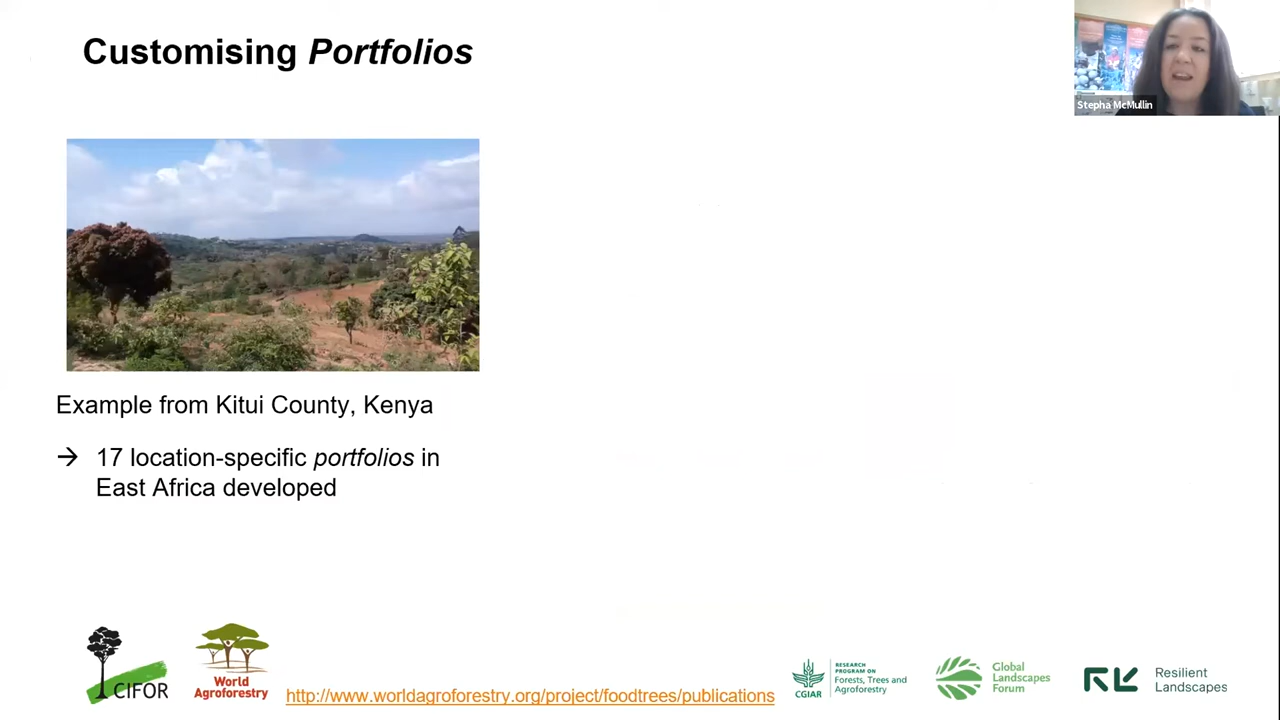 Customising Portfolios
Stepha McMullin
Example from Kitui County, Kenya
→ 17 location-specific portfolios in
East Africa developed
CIFOR
World
Agroforestry
http://www.worldagroforestry.org/project/foodtrees/publications
CGIAR
RESEARCH
PROGRAM ON
Forests, Trees and
Agroforestry
Global
Landscapes
Forum
Resilient
Landscapes